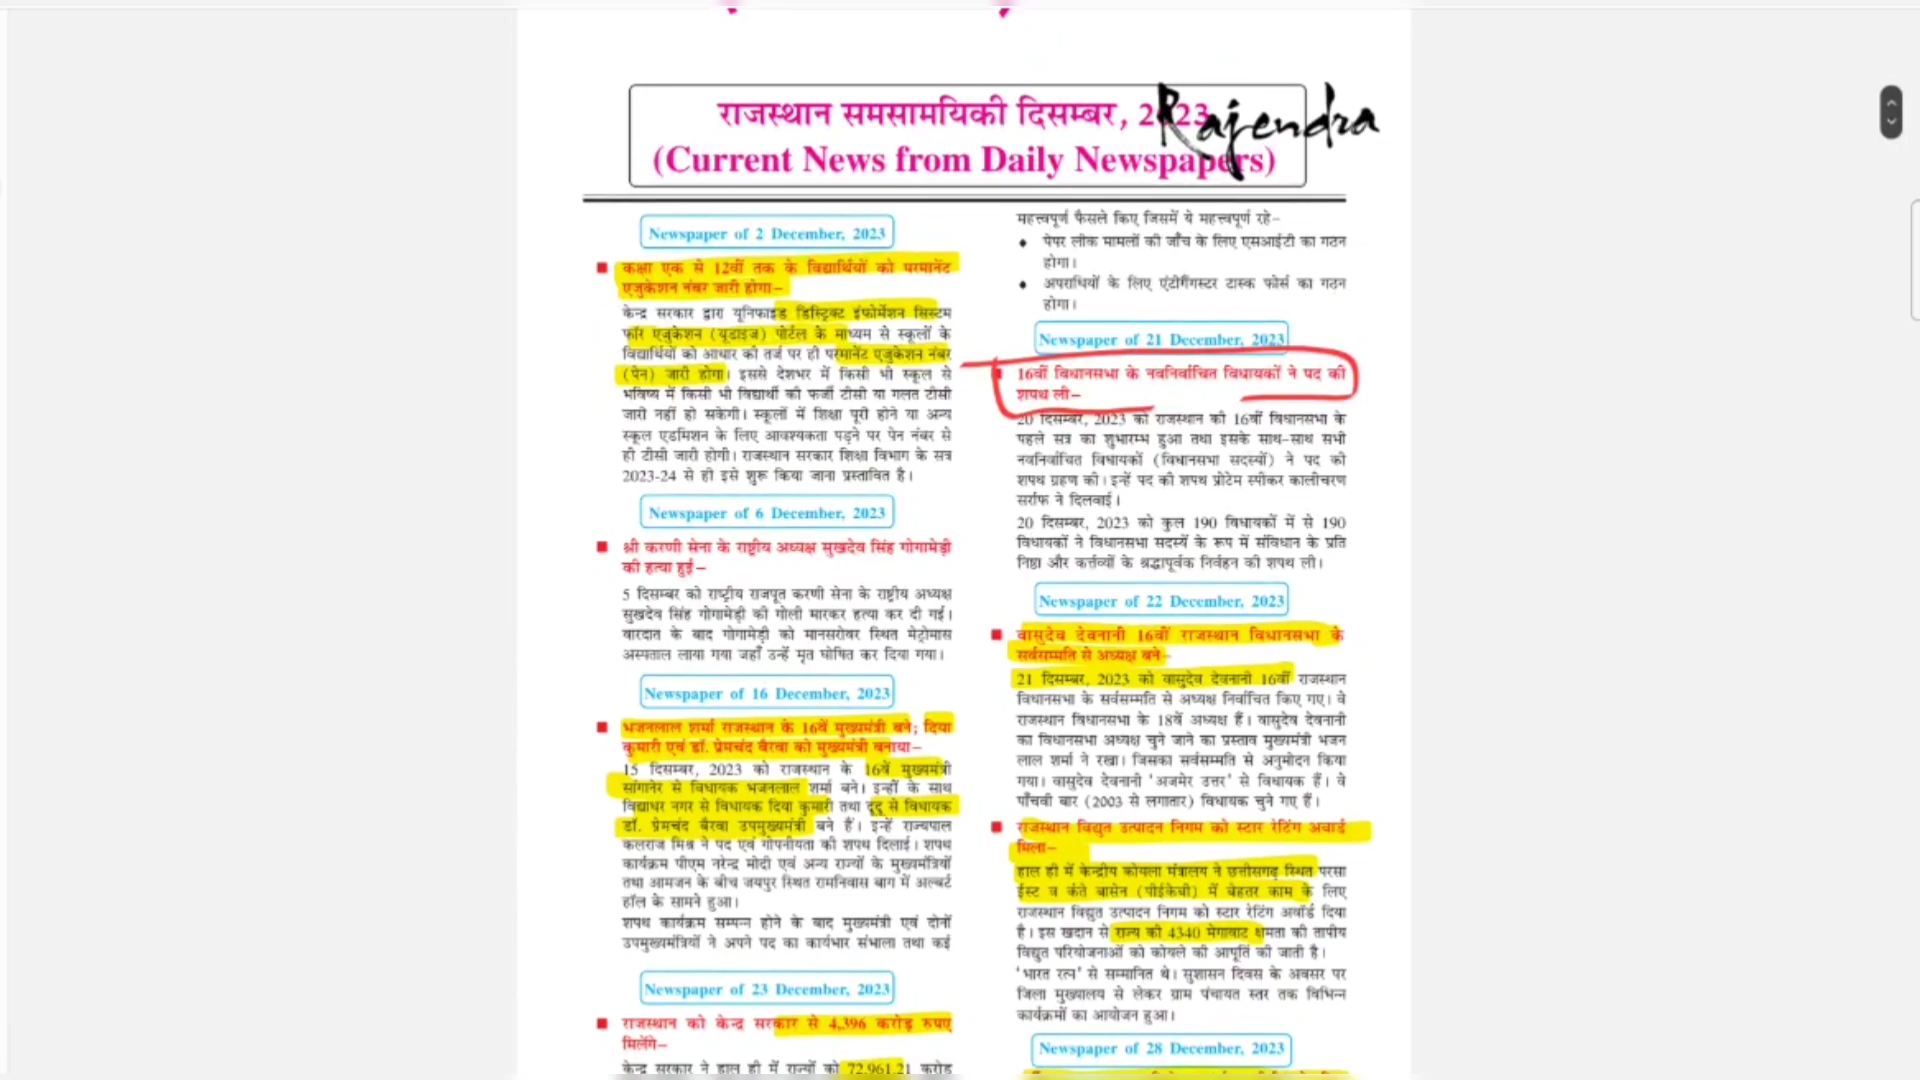 राजस्थान समसामयिकी दिसम्बर, 2023
Rajendra
(Current News from Daily Newspapers)
Newspaper of 2 December, 2023
कक्षा एक से 12वीं तक के विद्यार्थियों को परमानेंट
एजुकेशन नंबर जारी होगा–
केन्द्र सरकार द्वारा यूनिफाइड डिस्ट्रिक्ट इंफोर्मेशन सिस्टम
फॉर एजुकेशन (यूडाइज) पोर्टल के माध्यम से स्कूलों के
विद्यार्थियों को आधार की तर्ज पर ही परमानेंट एजुकेशन नंबर
(पेन) जारी होगा। इससे देशभर में किसी भी स्कूल से
भविष्य में किसी भी विद्यार्थी की फर्जी टीसी या गलत टीसी
जारी नहीं हो सकेगी। स्कूलों में शिक्षा पूरी होने या अन्य
स्कूल एडमिशन के लिए आवश्यकता पड़ने पर पेन नंबर से
ही टीसी जारी होगी। राजस्थान सरकार शिक्षा विभाग के सत्र
2023-24 से ही इसे शुरू किया जाना प्रस्तावित है।
Newspaper of 6 December, 2023
श्री करणी सेना के राष्ट्रीय अध्यक्ष सुखदेव सिंह गोगामेड़ी
की हत्या हुई–
5 दिसम्बर को राष्ट्रीय राजपूत करणी सेना के राष्ट्रीय अध्यक्ष
सुखदेव सिंह गोगामेड़ी की गोली मारकर हत्या कर दी गई।
वारदात के बाद गोगामेड़ी को मानसरोवर स्थित मेट्रोमास
अस्पताल लाया गया जहाँ उन्हें मृत घोषित कर दिया गया।
Newspaper of 16 December, 2023
भजनलाल शर्मा राजस्थान के 16वें मुख्यमंत्री बने; दिया
कुमारी एवं डॉ. प्रेमचंद बैरवा को मुख्यमंत्री बनाया–
15 दिसम्बर, 2023 को राजस्थान के 16वें मुख्यमंत्री
सांगानेर से विधायक भजनलाल शर्मा बने। इन्हीं के साथ
विद्याधर नगर से विधायक दिया कुमारी तथा दूदू से विधायक
डॉ. प्रेमचंद बैरवा उपमुख्यमंत्री बने हैं। इन्हें राज्यपाल
कलराज मिश्र ने पद एवं गोपनीयता की शपथ दिलाई। शपथ
कार्यक्रम पीएम नरेन्द्र मोदी एवं अन्य राज्यों के मुख्यमंत्रियों
तथा आमजन के बीच जयपुर स्थित रामनिवास बाग में अल्बर्ट
हॉल के सामने हुआ।
शपथ कार्यक्रम सम्पन्न होने के बाद मुख्यमंत्री एवं दोनों
उपमुख्यमंत्रियों ने अपने पद का कार्यभार संभाला तथा कई
Newspaper of 23 December, 2023
राजस्थान को केन्द्र सरकार से 4,396 करोड़ रुपए
मिलेंगे–
केन्द्र सरकार ने हाल ही में राज्यों को 72,961.21 करोड़
महत्त्वपूर्ण फैसले किए जिसमें ये महत्त्वपूर्ण रहे–
♦ पेपर लीक मामलों की जाँच के लिए एसआईटी का गठन
होगा।
♦ अपराधियों के लिए एंटीगैंगस्टर टास्क फोर्स का गठन
होगा।
Newspaper of 21 December, 2023
16वीं विधानसभा के नवनिर्वाचित विधायकों ने पद की
शपथ ली–
20 दिसम्बर, 2023 को राजस्थान की 16वीं विधानसभा के
पहले सत्र का शुभारम्भ हुआ तथा इसके साथ-साथ सभी
नवनिर्वाचित विधायकों (विधानसभा सदस्यों) ने पद की
शपथ ग्रहण की। इन्हें पद की शपथ प्रोटेम स्पीकर कालीचरण
सर्राफ ने दिलवाई।
20 दिसम्बर, 2023 को कुल 190 विधायकों में से 190
विधायकों ने विधानसभा सदस्यें के रूप में संविधान के प्रति
निष्ठा और कर्त्तव्यों के श्रद्धापूर्वक निर्वहन की शपथ ली।
Newspaper of 22 December, 2023
वासुदेव देवनानी 16वीं राजस्थान विधानसभा के
सर्वसम्मति से अध्यक्ष बने–
21 दिसम्बर, 2023 को वासुदेव देवनानी 16वीं राजस्थान
विधानसभा के सर्वसम्मति से अध्यक्ष निर्वाचित किए गए। वे
राजस्थान विधानसभा के 18वें अध्यक्ष हैं। वासुदेव देवनानी
का विधानसभा अध्यक्ष चुने जाने का प्रस्ताव मुख्यमंत्री भजन
लाल शर्मा ने रखा। जिसका सर्वसम्मति से अनुमोदन किया
गया। वासुदेव देवनानी 'अजमेर उत्तर' से विधायक हैं। वे
पाँचवी बार (2003 से लगातार) विधायक चुने गए हैं।
राजस्थान विद्युत उत्पादन निगम को स्टार रेटिंग अवार्ड
मिला–
हाल ही में केन्द्रीय कोयला मंत्रालय ने छत्तीसगढ़ स्थित परसा
ईस्ट व कंते बासेन (पीईकेबी) में बेहतर काम के लिए
राजस्थान विद्युत उत्पादन निगम को स्टार रेटिंग अवॉर्ड दिया
है। इस खदान से राज्य की 4340 मेगावाट क्षमता की तापीय
विद्युत परियोजनाओं को कोयले की आपूर्ति की जाती है।
'भारत रत्न' से सम्मानित थे। सुशासन दिवस के अवसर पर
जिला मुख्यालय से लेकर ग्राम पंचायत स्तर तक विभिन्न
कार्यक्रमों का आयोजन हुआ।
Newspaper of 28 December, 2023